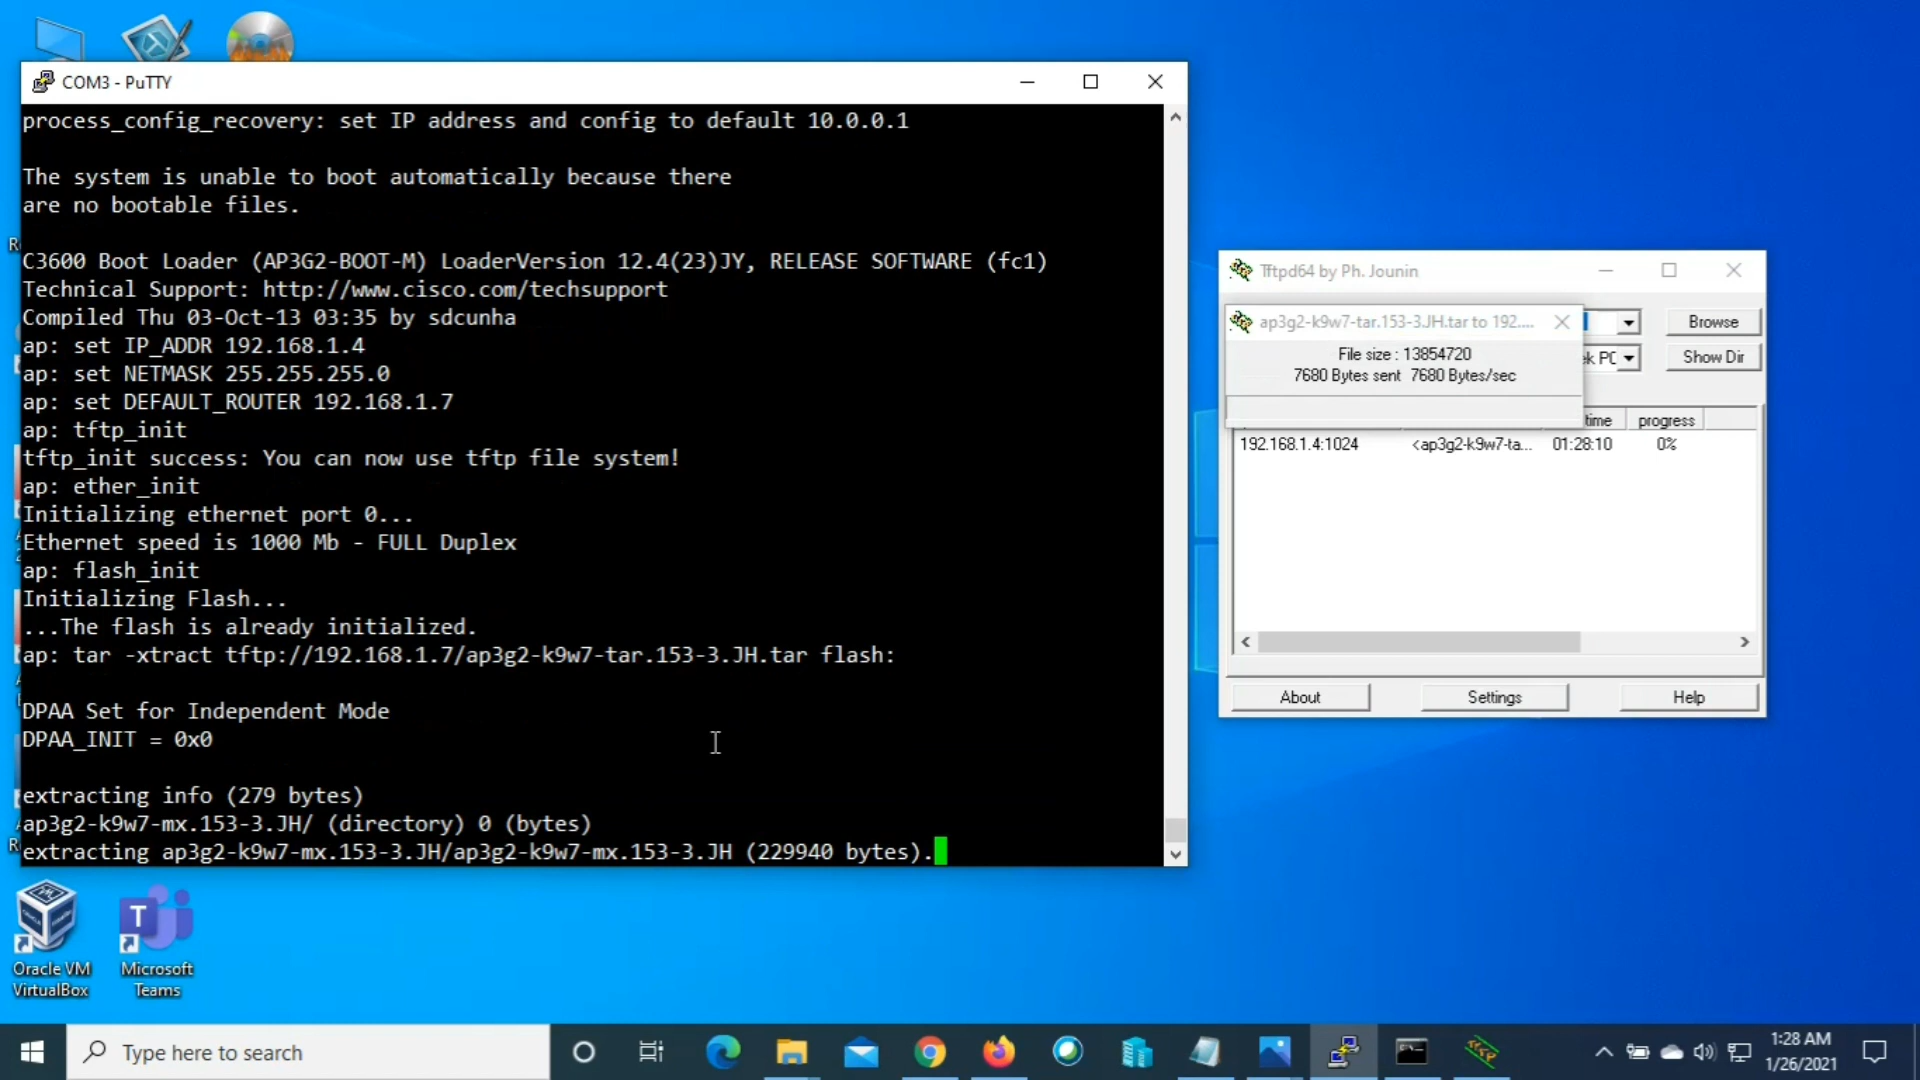 COM3 - PuTTY
process_config_recovery: set IP address and config to default 10.0.0.1
The system is unable to boot automatically because there
are no bootable files.
C3600 Boot Loader (AP3G2-BOOT-M) LoaderVersion 12.4(23)JY, RELEASE SOFTWARE (fc1)
Technical Support: http://www.cisco.com/techsupport
Compiled Thu 03-Oct-13 03:35 by sdcunha
ap: set IP_ADDR 192.168.1.4
ap: set NETMASK 255.255.255.0
ap: set DEFAULT_ROUTER 192.168.1.7
ap: tftp_init
tftp_init success: You can now use tftp file system!
ap: ether_init
Initializing ethernet port 0...
Ethernet speed is 1000 Mb - FULL Duplex
ap: flash_init
Initializing Flash...
...The flash is already initialized.
ap: tar -xtract tftp://192.168.1.7/ap3g2-k9w7-tar.153-3.JH.tar flash:
DPAA Set for Independent Mode
DPAA_INIT = 0x0
extracting info (279 bytes)
ap3g2-k9w7-mx.153-3.JH/ (directory) 0 (bytes)
extracting ap3g2-k9w7-mx.153-3.JH/ap3g2-k9w7-mx.153-3.JH (229940 bytes).
Tftpd64 by Ph. Jounin
ap3g2-k9w7-tar.153-3.JH.tar to 192....
File size : 13854720
7680 Bytes sent 7680 Bytes/sec
Browse
Show Dir
time progress
192.168.1.4:1024 <ap3g2-k9w7-ta... 01:28:10 0%
About Settings Help
Oracle VM
VirtualBox
Microsoft
Teams
Type here to search
1:28 AM
1/26/2021